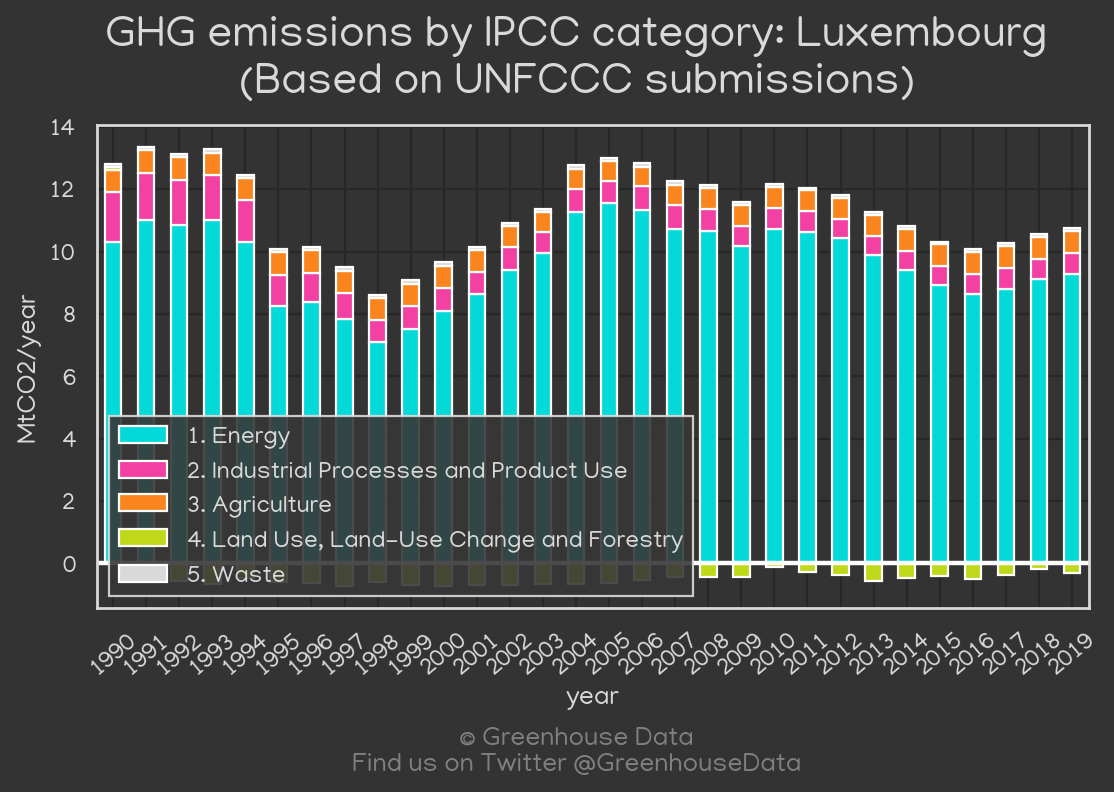 GHG emissions by IPCC category: Luxembourg
(Based on UNFCCC submissions)
14
12
10
8
6
4
2
0
MtCO2/year
1. Energy
2. Industrial Processes and Product Use
3. Agriculture
4. Land Use, Land-Use Change and Forestry
5. Waste
1990 1991 1992 1993 1994 1995 1996 1997 1998 1999 2000 2001 2002 2003 2004 2005 2006 2007 2008 2009 2010 2011 2012 2013 2014 2015 2016 2017 2018 2019
year
© Greenhouse Data
Find us on Twitter @GreenhouseData